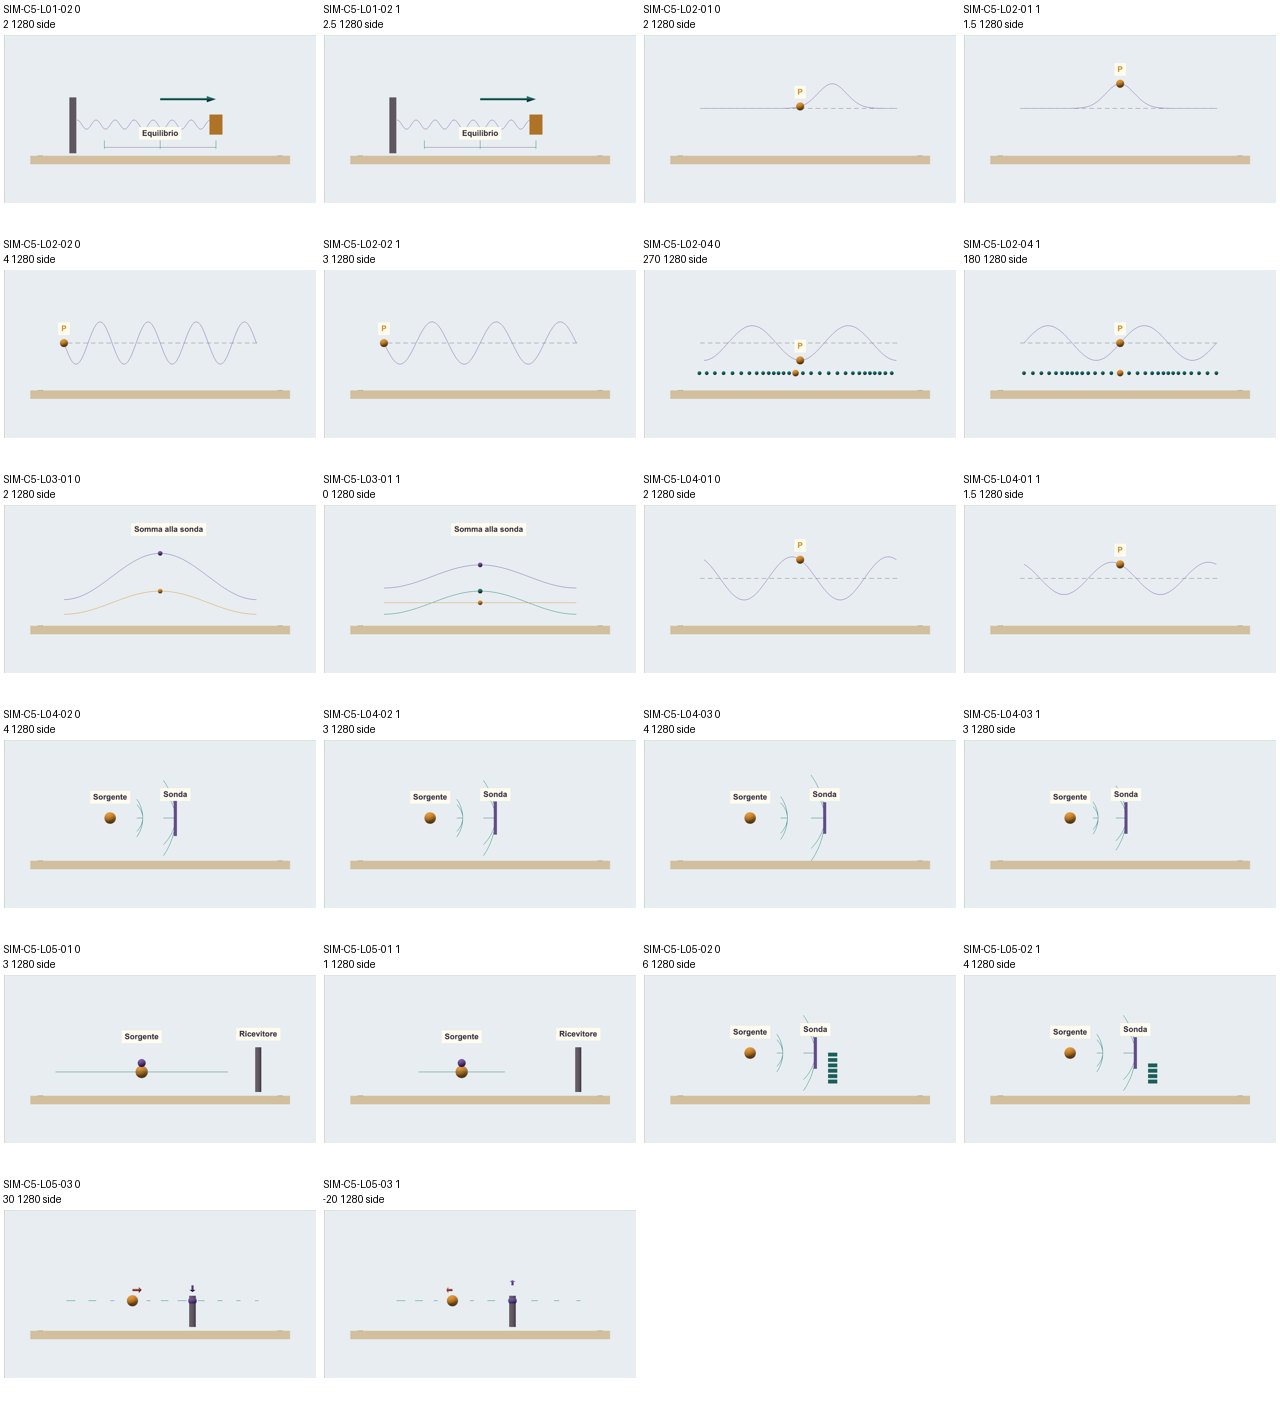 SIM-C5-L01-02 0
2 1280 side
Equilibrio
SIM-C5-L01-02 1
2.5 1280 side
Equilibrio
SIM-C5-L02-01 0
2 1280 side
P
SIM-C5-L02-01 1
1.5 1280 side
P
SIM-C5-L02-02 0
4 1280 side
P
SIM-C5-L02-02 1
3 1280 side
P
SIM-C5-L02-04 0
270 1280 side
P
SIM-C5-L02-04 1
180 1280 side
P
SIM-C5-L03-01 0
2 1280 side
Somma alla sonda
SIM-C5-L03-01 1
0 1280 side
Somma alla sonda
SIM-C5-L04-01 0
2 1280 side
P
SIM-C5-L04-01 1
1.5 1280 side
P
SIM-C5-L04-02 0
4 1280 side
Sorgente
Sonda
SIM-C5-L04-02 1
3 1280 side
Sorgente
Sonda
SIM-C5-L04-03 0
4 1280 side
Sorgente
Sonda
SIM-C5-L04-03 1
3 1280 side
Sorgente
Sonda
SIM-C5-L05-01 0
3 1280 side
Sorgente
Ricevitore
SIM-C5-L05-01 1
1 1280 side
Sorgente
Ricevitore
SIM-C5-L05-02 0
6 1280 side
Sorgente
Sonda
SIM-C5-L05-02 1
4 1280 side
Sorgente
Sonda
SIM-C5-L05-03 0
30 1280 side
SIM-C5-L05-03 1
-20 1280 side